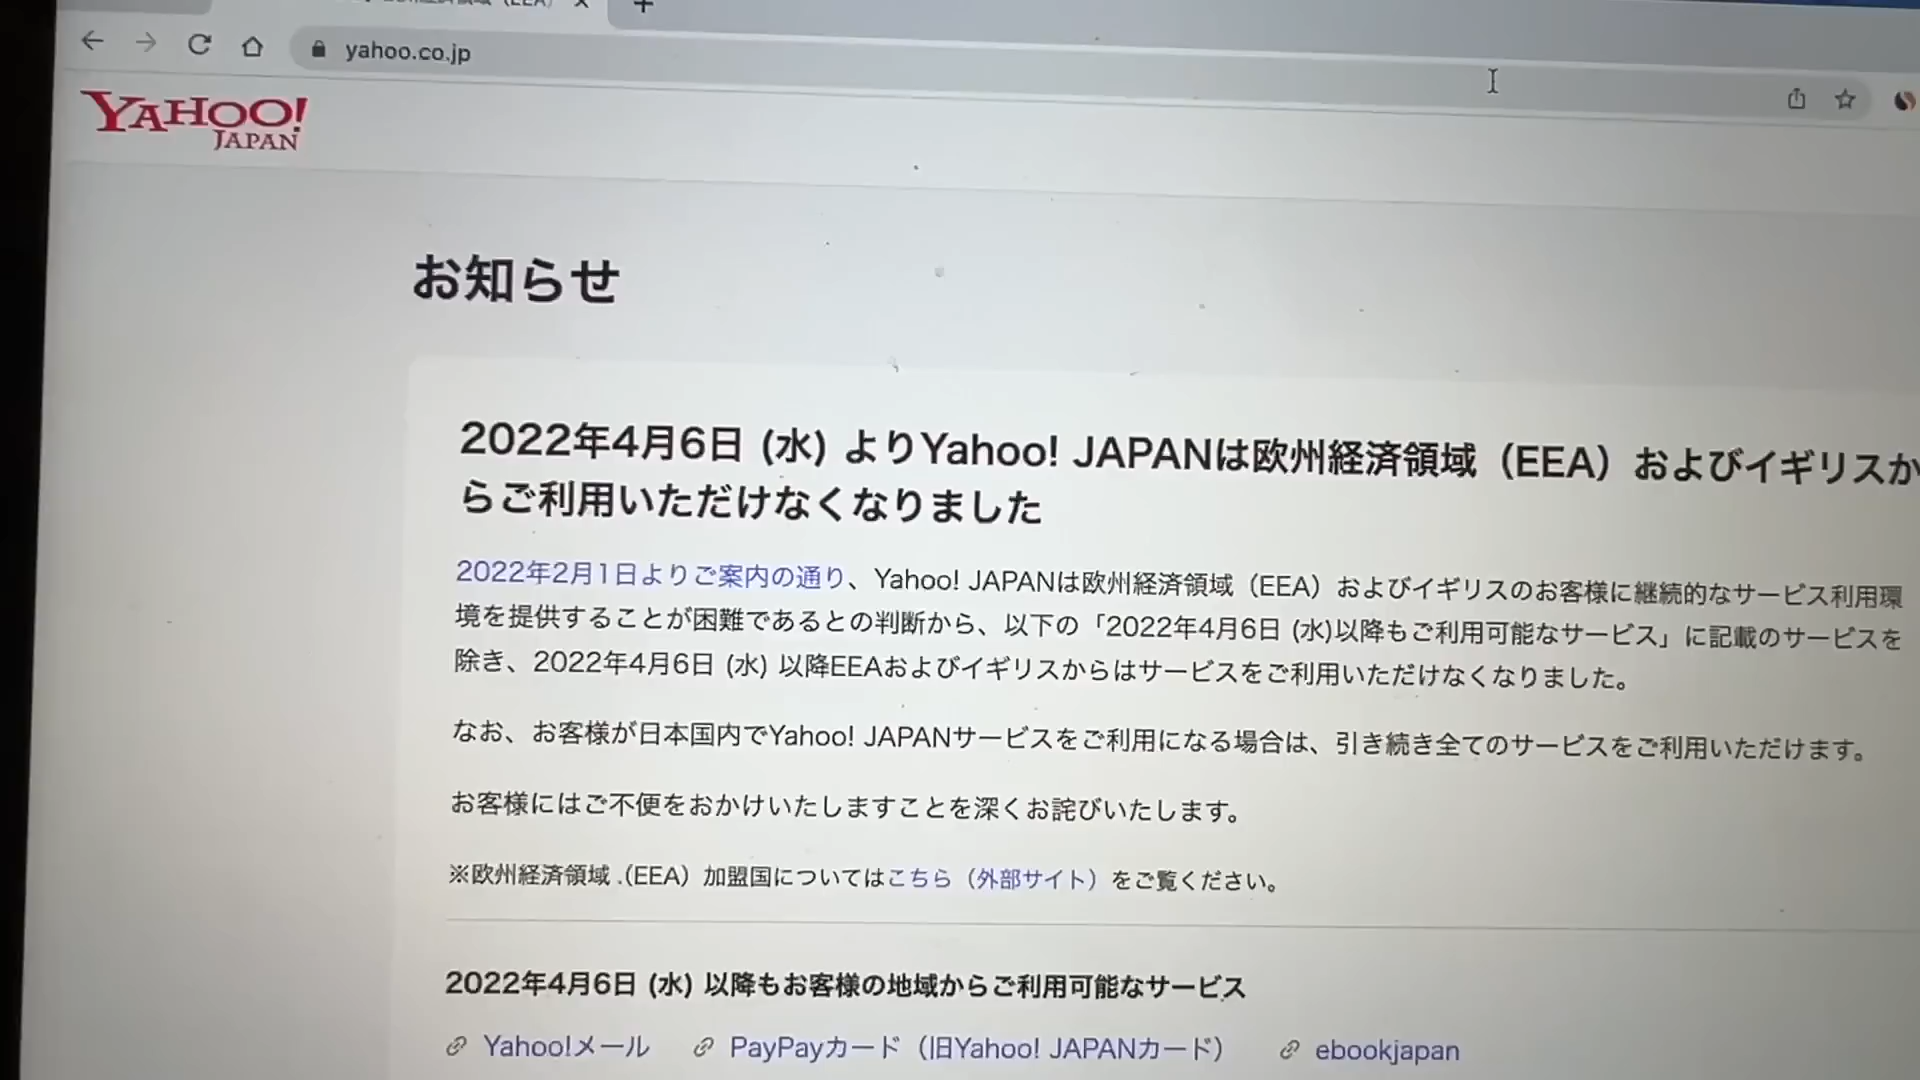 yahoo.co.jp
YAHOO!
JAPAN
お知らせ
2022年4月6日 (水) よりYahoo! JAPANは欧州経済領域（EEA）およびイギリスか
らご利用いただけなくなりました
2022年2月1日よりご案内の通り、Yahoo! JAPANは欧州経済領域（EEA）およびイギリスのお客様に継続的なサービス利用環
境を提供することが困難であるとの判断から、以下の「2022年4月6日 (水)以降もご利用可能なサービス」に記載のサービスを
除き、2022年4月6日 (水) 以降EEAおよびイギリスからはサービスをご利用いただけなくなりました。
なお、お客様が日本国内でYahoo! JAPANサービスをご利用になる場合は、引き続き全てのサービスをご利用いただけます。
お客様にはご不便をおかけいたしますことを深くお詫びいたします。
※欧州経済領域（EEA）加盟国についてはこちら（外部サイト）をご覧ください。
2022年4月6日 (水) 以降もお客様の地域からご利用可能なサービス
Yahoo!メール PayPayカード（旧Yahoo! JAPANカード） ebookjapan